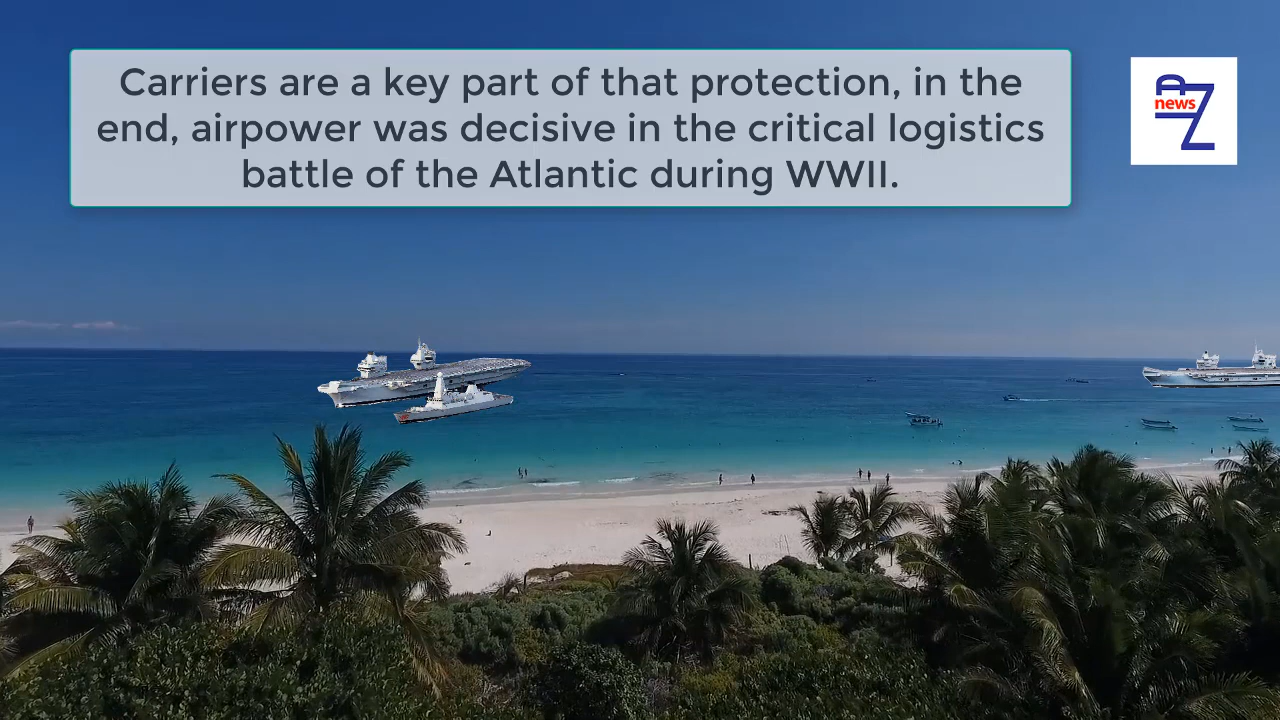 Carriers are a key part of that protection, in the
end, airpower was decisive in the critical logistics
battle of the Atlantic during WWII.
A
news
Z